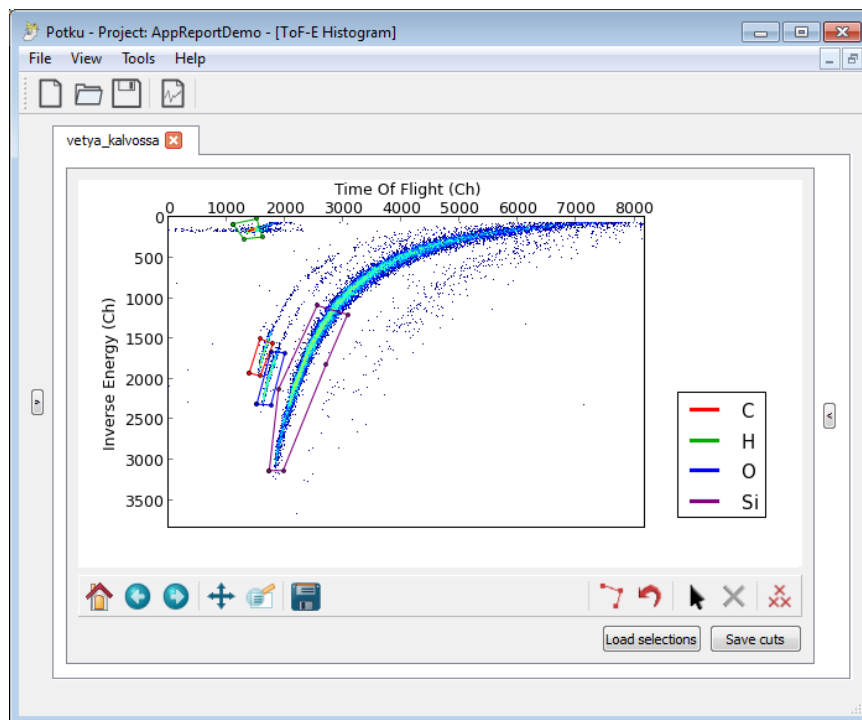 Potku - Project: AppReportDemo - [ToF-E Histogram]
File View Tools Help
vetya_kalvossa
Time Of Flight (Ch)
0 1000 2000 3000 4000 5000 6000 7000 8000
0
500
1000
1500
2000
2500
3000
3500
Inverse Energy (Ch)
C
H
O
Si
Load selections Save cuts